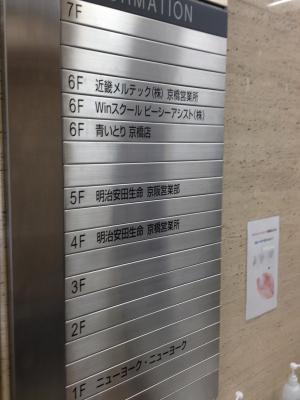 INFORMATION
7F
6F 近畿メルテック(株) 京橋営業所
6F Winスクール ピーシーアシスト(株)
6F 青いとり 京橋店
5F 明治安田生命 京阪営業部
4F 明治安田生命 京橋営業所
3F
2F
1F ニューヨーク・ニューヨーク